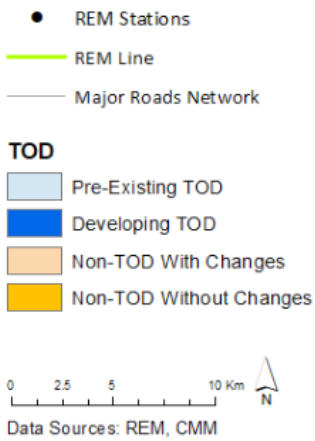 REM Stations
REM Line
Major Roads Network
TOD
Pre-Existing TOD
Developing TOD
Non-TOD With Changes
Non-TOD Without Changes
0 2.5 5 10 Km
N
Data Sources: REM, CMM